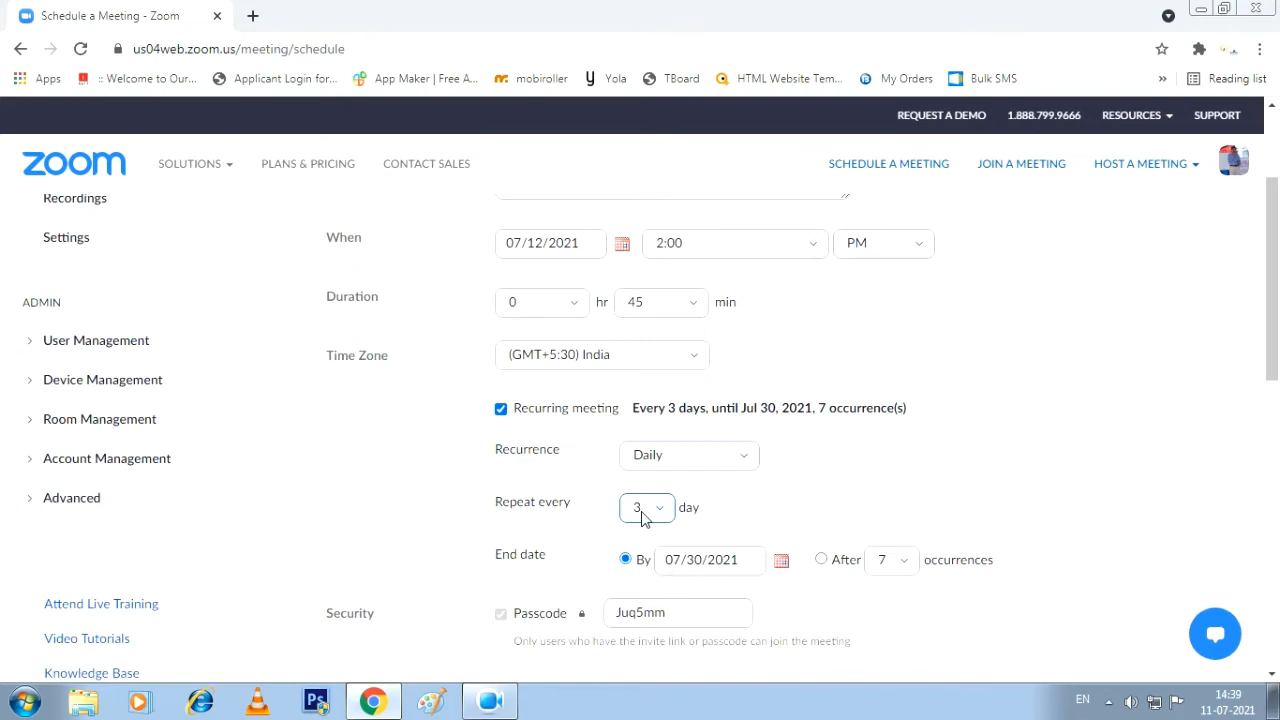 Schedule a Meeting - Zoom
us04web.zoom.us/meeting/schedule
Apps :: Welcome to Our... Applicant Login for... App Maker | Free A... mobiroller Yola TBoard HTML Website Tem... My Orders Bulk SMS » Reading list
REQUEST A DEMO 1.888.799.9666 RESOURCES SUPPORT
zoom SOLUTIONS PLANS & PRICING CONTACT SALES SCHEDULE A MEETING JOIN A MEETING HOST A MEETING
Recordings
Settings
When 07/12/2021 2:00 PM
Duration 0 hr 45 min
ADMIN
User Management
Time Zone (GMT+5:30) India
Device Management
Recurring meeting Every 3 days, until Jul 30, 2021, 7 occurrence(s)
Room Management
Recurrence Daily
Account Management
Advanced
Repeat every 3 day
End date By 07/30/2021 After 7 occurrences
Attend Live Training
Security Passcode Juq5mm
Only users who have the invite link or passcode can join the meeting
Video Tutorials
Knowledge Base
Ps EN 14:39
11-07-2021